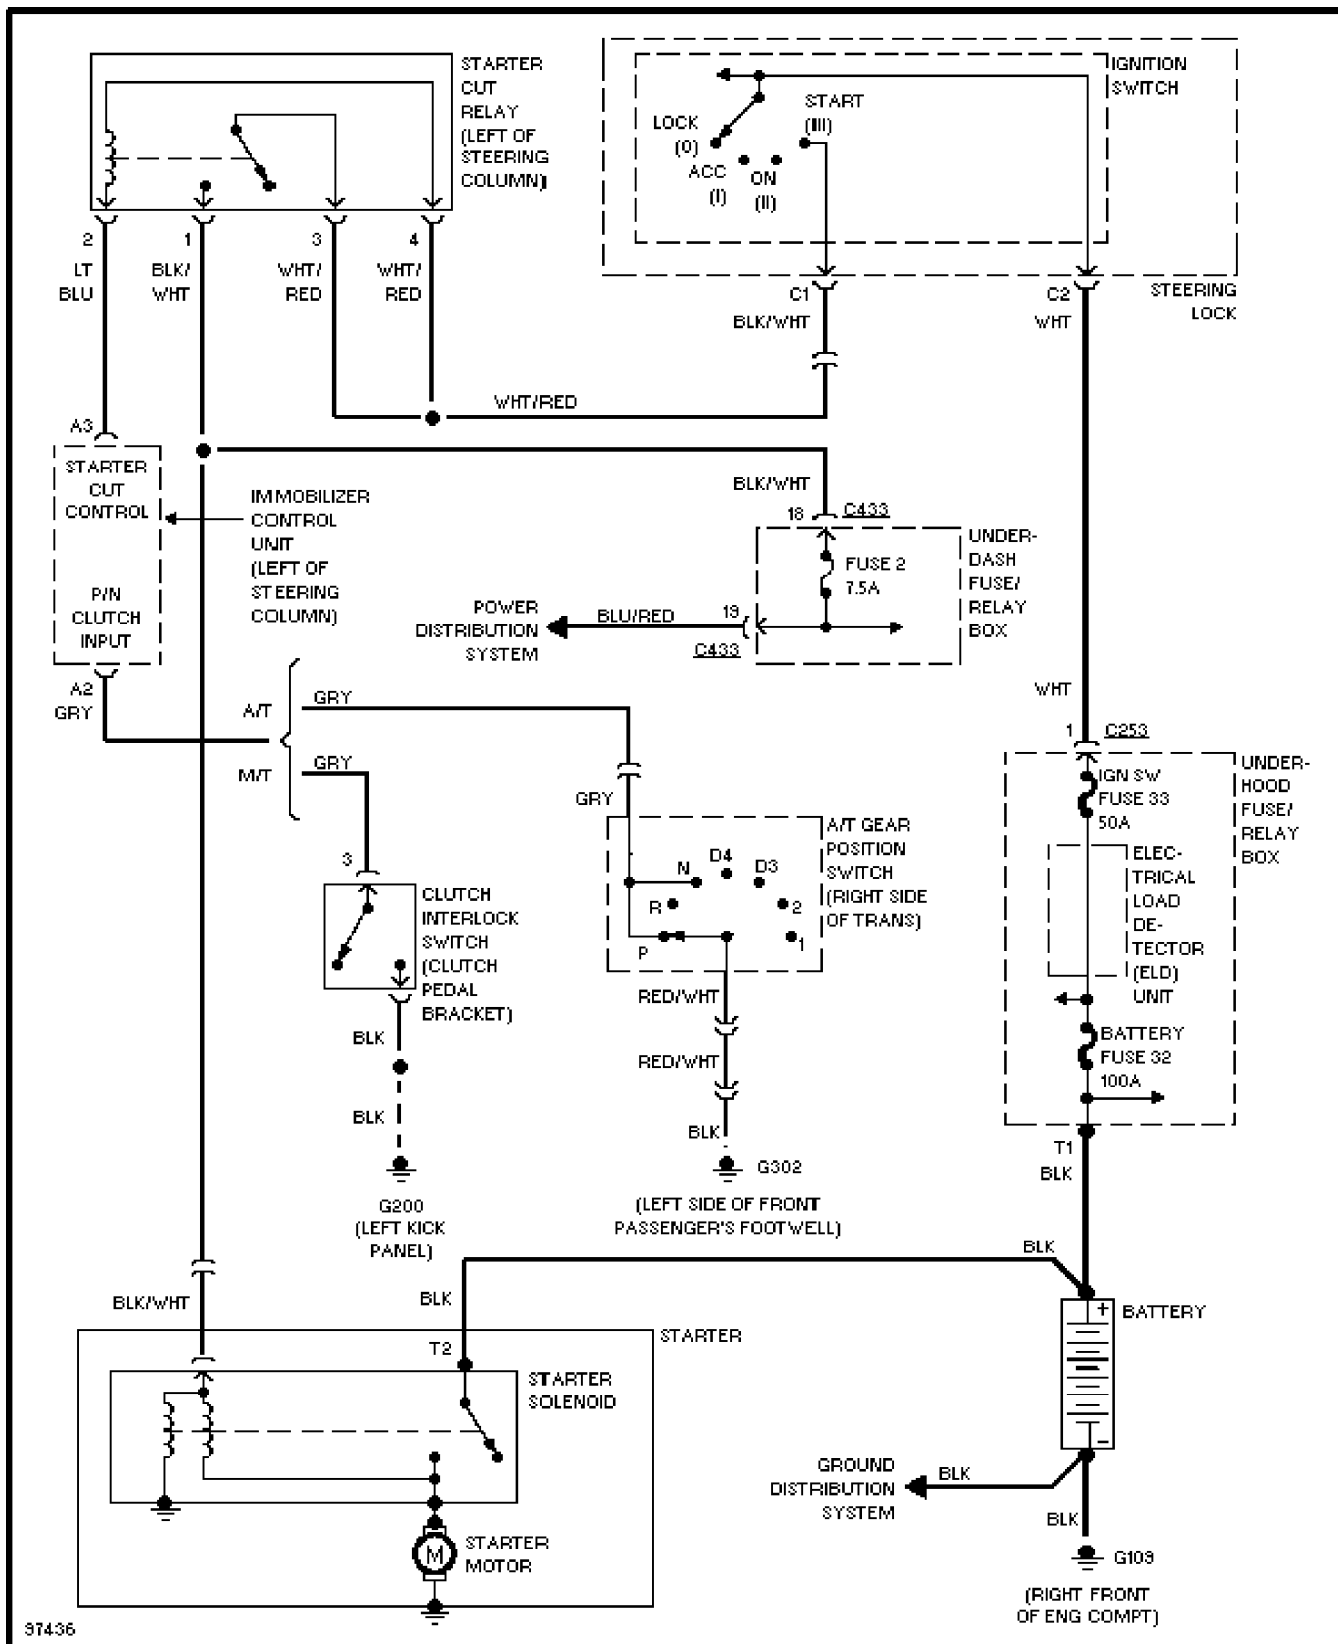 STARTER
CUT
RELAY
(LEFT OF
STEERING
COLUMN)
IGNITION
SWITCH
LOCK
(0)
START
(III)
ACC
(I)
ON
(II)
2
1
3
4
LT
BLU
BLK/
WHT
WHT/
RED
WHT/
RED
C1
BLK/WHT
C2
WHT
STEERING
LOCK
WHT/RED
A3
STARTER
CUT
CONTROL
P/N
CLUTCH
INPUT
IMMOBILIZER
CONTROL
UNIT
(LEFT OF
STEERING
COLUMN)
BLK/WHT
18
C433
FUSE 2
7.5A
UNDER-
DASH
FUSE/
RELAY
BOX
POWER
DISTRIBUTION
SYSTEM
BLU/RED
19
C433
A2
GRY
A/T
GRY
M/T
GRY
WHT
1
C253
IGN SW
FUSE 33
50A
UNDER-
HOOD
FUSE/
RELAY
BOX
GRY
A/T GEAR
POSITION
SWITCH
(RIGHT SIDE
OF TRANS)
N
D4
D3
R
2
P
1
3
CLUTCH
INTERLOCK
SWITCH
(CLUTCH
PEDAL
BRACKET)
ELEC-
TRICAL
LOAD
DE-
TECTOR
(ELD)
UNIT
BATTERY
FUSE 32
100A
RED/WHT
RED/WHT
BLK
BLK
BLK
G200
(LEFT KICK
PANEL)
G302
(LEFT SIDE OF FRONT
PASSENGER'S FOOTWELL)
T1
BLK
BLK
BLK
BLK/WHT
STARTER
T2
STARTER
SOLENOID
+
BATTERY
–
GROUND
DISTRIBUTION
SYSTEM
BLK
BLK
M
STARTER
MOTOR
G109
(RIGHT FRONT
OF ENG COMPT)
97436